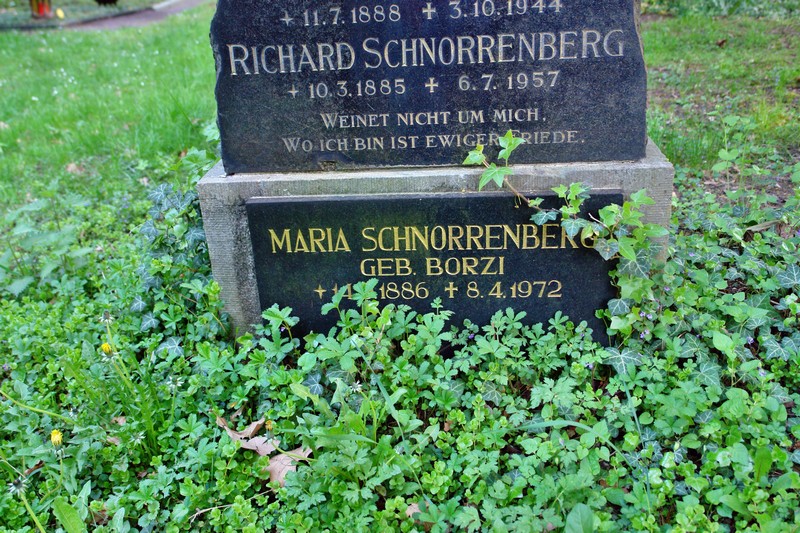 + 11.7.1888 ✝ 3.10.1944
RICHARD SCHNORRENBERG
+ 10.3.1885 ✝ 6.7.1957
WEINET NICHT UM MICH,
WO ICH BIN IST EWIGER FRIEDE.
MARIA SCHNORRENBERG
GEB. BORZI
1886 ✝ 8.4.1972